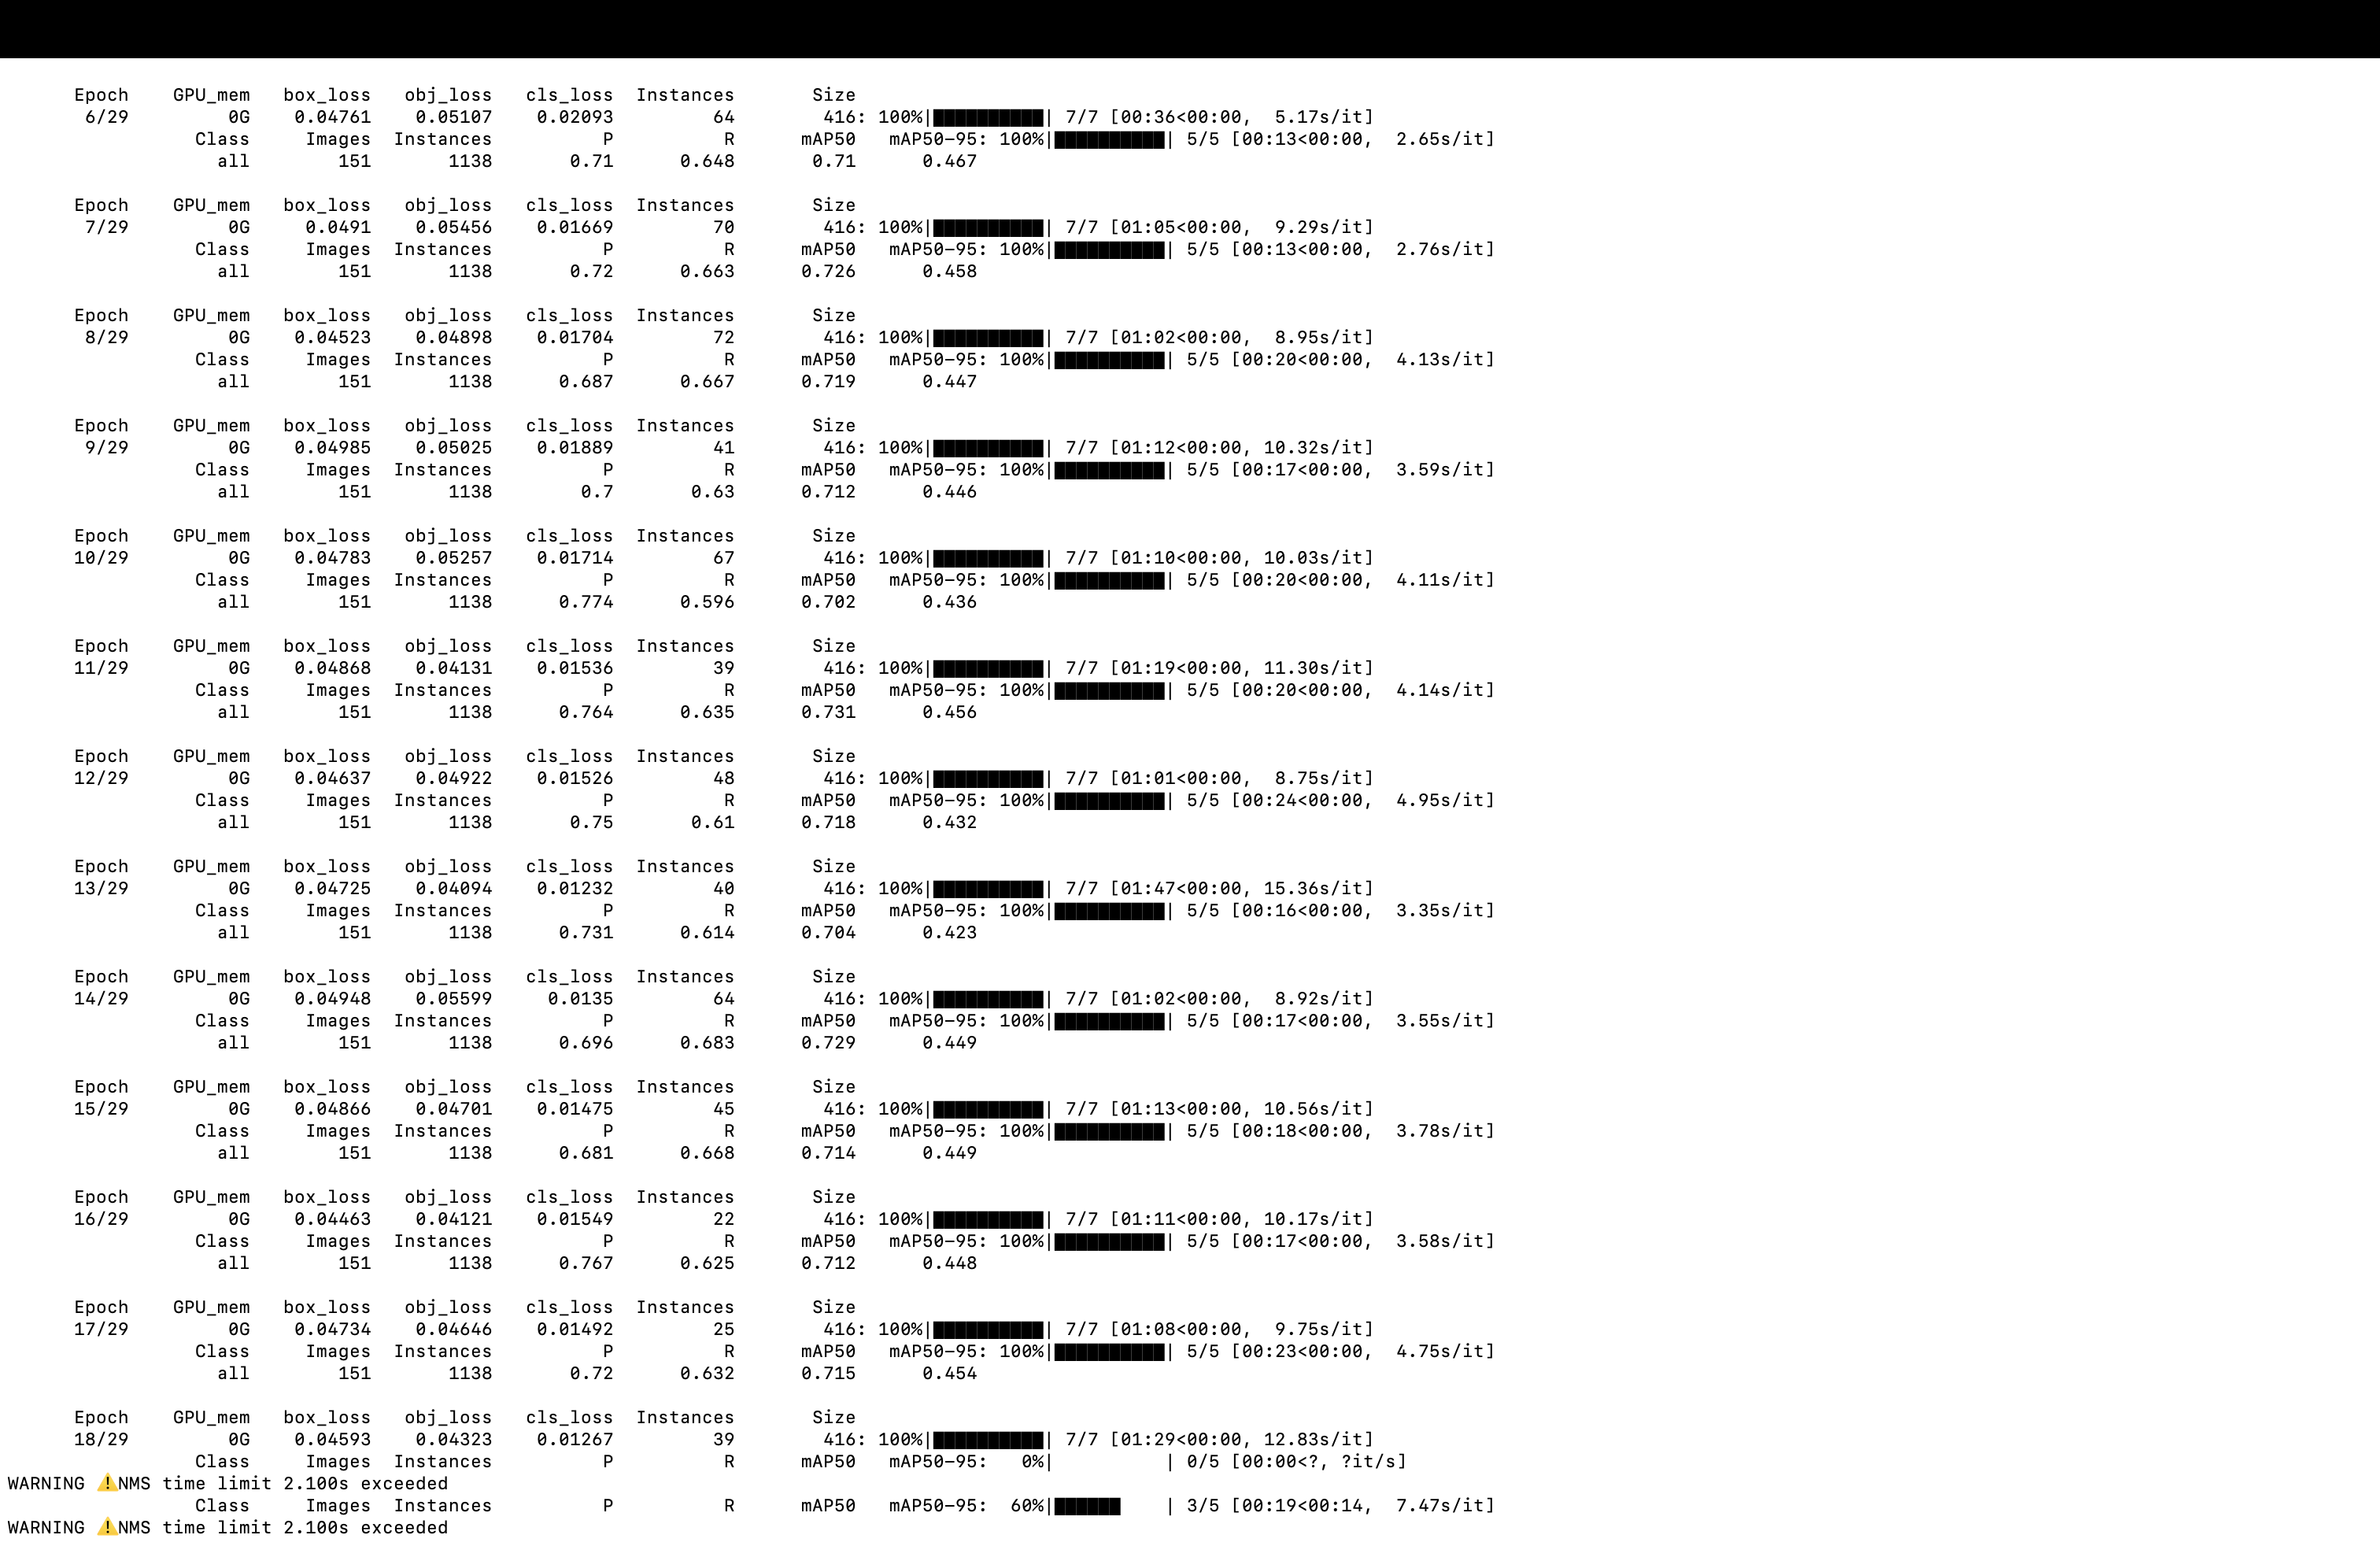 Epoch GPU_mem box_loss obj_loss cls_loss Instances Size
6/29 0G 0.04761 0.05107 0.02093 64 416: 100%|██████████| 7/7 [00:36<00:00, 5.17s/it]
Class Images Instances P R mAP50 mAP50-95: 100%|██████████| 5/5 [00:13<00:00, 2.65s/it]
all 151 1138 0.71 0.648 0.71 0.467
Epoch GPU_mem box_loss obj_loss cls_loss Instances Size
7/29 0G 0.0491 0.05456 0.01669 70 416: 100%|██████████| 7/7 [01:05<00:00, 9.29s/it]
Class Images Instances P R mAP50 mAP50-95: 100%|██████████| 5/5 [00:13<00:00, 2.76s/it]
all 151 1138 0.72 0.663 0.726 0.458
Epoch GPU_mem box_loss obj_loss cls_loss Instances Size
8/29 0G 0.04523 0.04898 0.01704 72 416: 100%|██████████| 7/7 [01:02<00:00, 8.95s/it]
Class Images Instances P R mAP50 mAP50-95: 100%|██████████| 5/5 [00:20<00:00, 4.13s/it]
all 151 1138 0.687 0.667 0.719 0.447
Epoch GPU_mem box_loss obj_loss cls_loss Instances Size
9/29 0G 0.04985 0.05025 0.01889 41 416: 100%|██████████| 7/7 [01:12<00:00, 10.32s/it]
Class Images Instances P R mAP50 mAP50-95: 100%|██████████| 5/5 [00:17<00:00, 3.59s/it]
all 151 1138 0.7 0.63 0.712 0.446
Epoch GPU_mem box_loss obj_loss cls_loss Instances Size
10/29 0G 0.04783 0.05257 0.01714 67 416: 100%|██████████| 7/7 [01:10<00:00, 10.03s/it]
Class Images Instances P R mAP50 mAP50-95: 100%|██████████| 5/5 [00:20<00:00, 4.11s/it]
all 151 1138 0.774 0.596 0.702 0.436
Epoch GPU_mem box_loss obj_loss cls_loss Instances Size
11/29 0G 0.04868 0.04131 0.01536 39 416: 100%|██████████| 7/7 [01:19<00:00, 11.30s/it]
Class Images Instances P R mAP50 mAP50-95: 100%|██████████| 5/5 [00:20<00:00, 4.14s/it]
all 151 1138 0.764 0.635 0.731 0.456
Epoch GPU_mem box_loss obj_loss cls_loss Instances Size
12/29 0G 0.04637 0.04922 0.01526 48 416: 100%|██████████| 7/7 [01:01<00:00, 8.75s/it]
Class Images Instances P R mAP50 mAP50-95: 100%|██████████| 5/5 [00:24<00:00, 4.95s/it]
all 151 1138 0.75 0.61 0.718 0.432
Epoch GPU_mem box_loss obj_loss cls_loss Instances Size
13/29 0G 0.04725 0.04094 0.01232 40 416: 100%|██████████| 7/7 [01:47<00:00, 15.36s/it]
Class Images Instances P R mAP50 mAP50-95: 100%|██████████| 5/5 [00:16<00:00, 3.35s/it]
all 151 1138 0.731 0.614 0.704 0.423
Epoch GPU_mem box_loss obj_loss cls_loss Instances Size
14/29 0G 0.04948 0.05599 0.0135 64 416: 100%|██████████| 7/7 [01:02<00:00, 8.92s/it]
Class Images Instances P R mAP50 mAP50-95: 100%|██████████| 5/5 [00:17<00:00, 3.55s/it]
all 151 1138 0.696 0.683 0.729 0.449
Epoch GPU_mem box_loss obj_loss cls_loss Instances Size
15/29 0G 0.04866 0.04701 0.01475 45 416: 100%|██████████| 7/7 [01:13<00:00, 10.56s/it]
Class Images Instances P R mAP50 mAP50-95: 100%|██████████| 5/5 [00:18<00:00, 3.78s/it]
all 151 1138 0.681 0.668 0.714 0.449
Epoch GPU_mem box_loss obj_loss cls_loss Instances Size
16/29 0G 0.04463 0.04121 0.01549 22 416: 100%|██████████| 7/7 [01:11<00:00, 10.17s/it]
Class Images Instances P R mAP50 mAP50-95: 100%|██████████| 5/5 [00:17<00:00, 3.58s/it]
all 151 1138 0.767 0.625 0.712 0.448
Epoch GPU_mem box_loss obj_loss cls_loss Instances Size
17/29 0G 0.04734 0.04646 0.01492 25 416: 100%|██████████| 7/7 [01:08<00:00, 9.75s/it]
Class Images Instances P R mAP50 mAP50-95: 100%|██████████| 5/5 [00:23<00:00, 4.75s/it]
all 151 1138 0.72 0.632 0.715 0.454
Epoch GPU_mem box_loss obj_loss cls_loss Instances Size
18/29 0G 0.04593 0.04323 0.01267 39 416: 100%|██████████| 7/7 [01:29<00:00, 12.83s/it]
Class Images Instances P R mAP50 mAP50-95: 0%| | 0/5 [00:00<?, ?it/s]
WARNING ⚠️NMS time limit 2.100s exceeded
Class Images Instances P R mAP50 mAP50-95: 60%|██████ | 3/5 [00:19<00:14, 7.47s/it]
WARNING ⚠️NMS time limit 2.100s exceeded